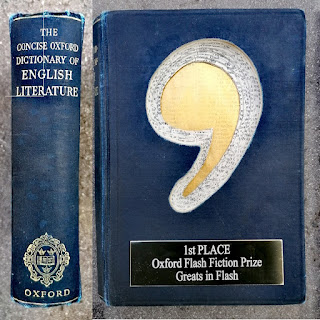 THE
CONCISE OXFORD
DICTIONARY OF
ENGLISH
LITERATURE
OXFORD
1st PLACE
Oxford Flash Fiction Prize
Greats in Flash